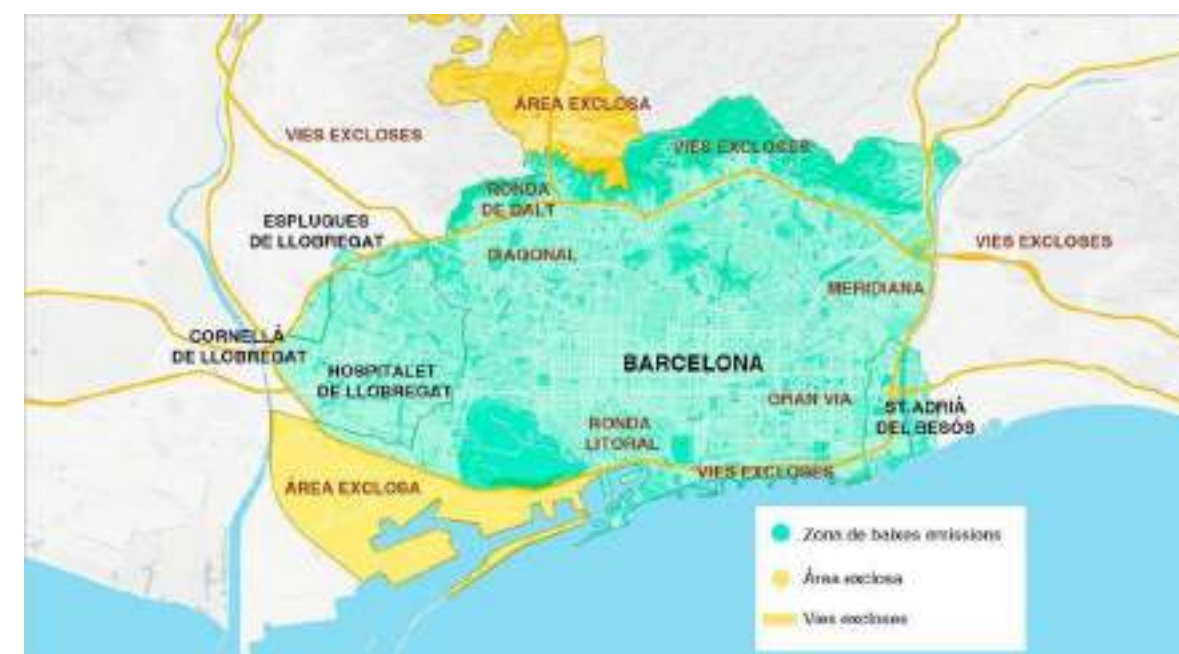 ÀREA EXCLOSA
VIES EXCLOSES
VIES EXCLOSES
RONDA
DE DALT
ESPLUGUES
DE LLOBREGAT
DIAGONAL
VIES EXCLOSES
MERIDIANA
CORNELLÀ
DE LLOBREGAT
HOSPITALET
DE LLOBREGAT
BARCELONA
GRAN VIA
ST. ADRIÀ
DEL BESÒS
RONDA
LITORAL
VIES EXCLOSES
ÀREA EXCLOSA
Zona de baixes emissions
Àrea exclosa
Vies excloses